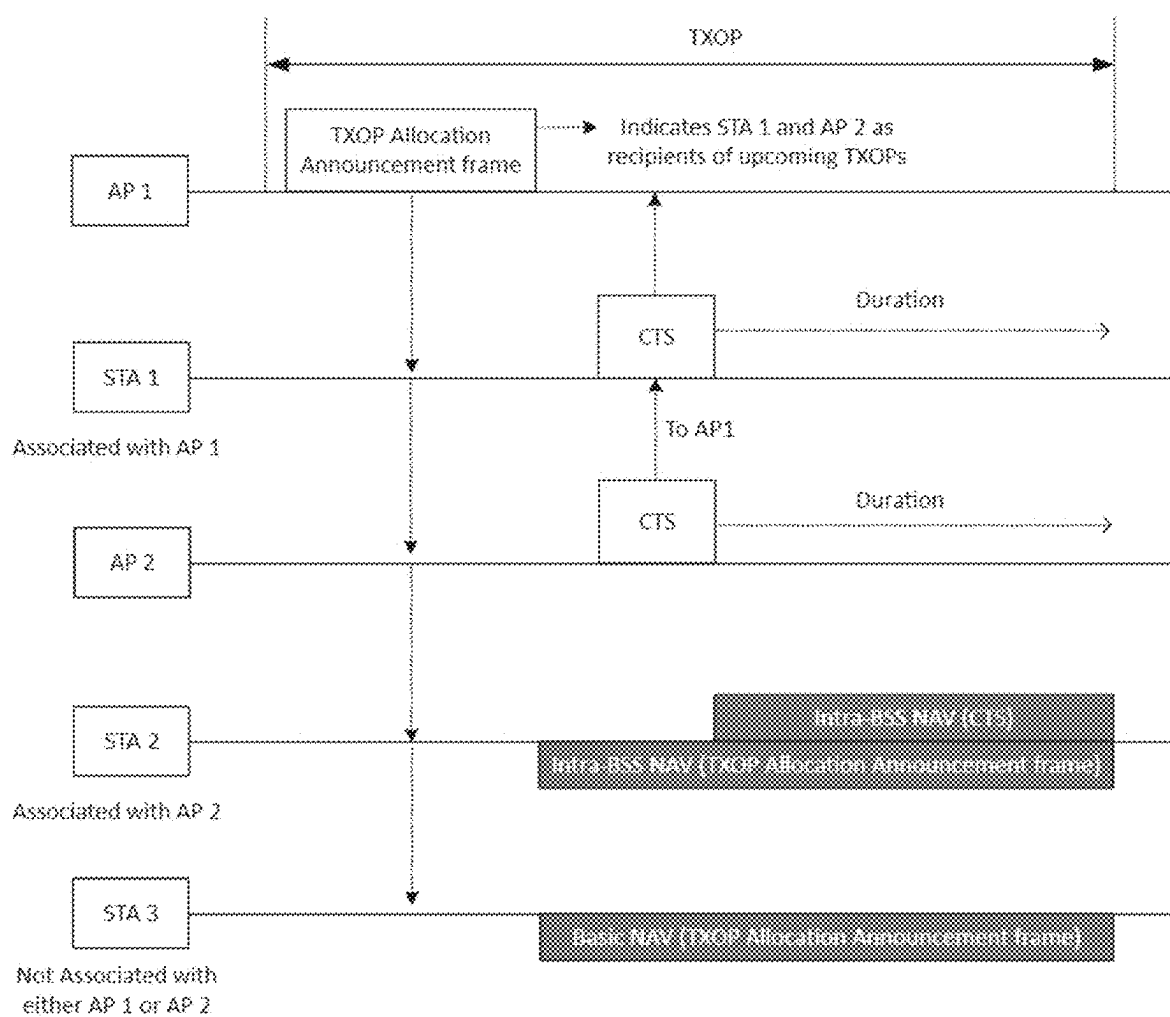 TXOP
TXOP Allocation
Announcement frame
Indicates STA 1 and AP 2 as
recipients of upcoming TXOPs
AP 1
Duration
CTS
STA 1
Associated with AP 1
To AP1
Duration
CTS
AP 2
Intra-BSS NAV (CTS)
STA 2
Intra-BSS NAV (TXOP Allocation Announcement frame)
Associated with AP 2
STA 3
Basic NAV (TXOP Allocation Announcement frame)
Not Associated with
either AP 1 or AP 2